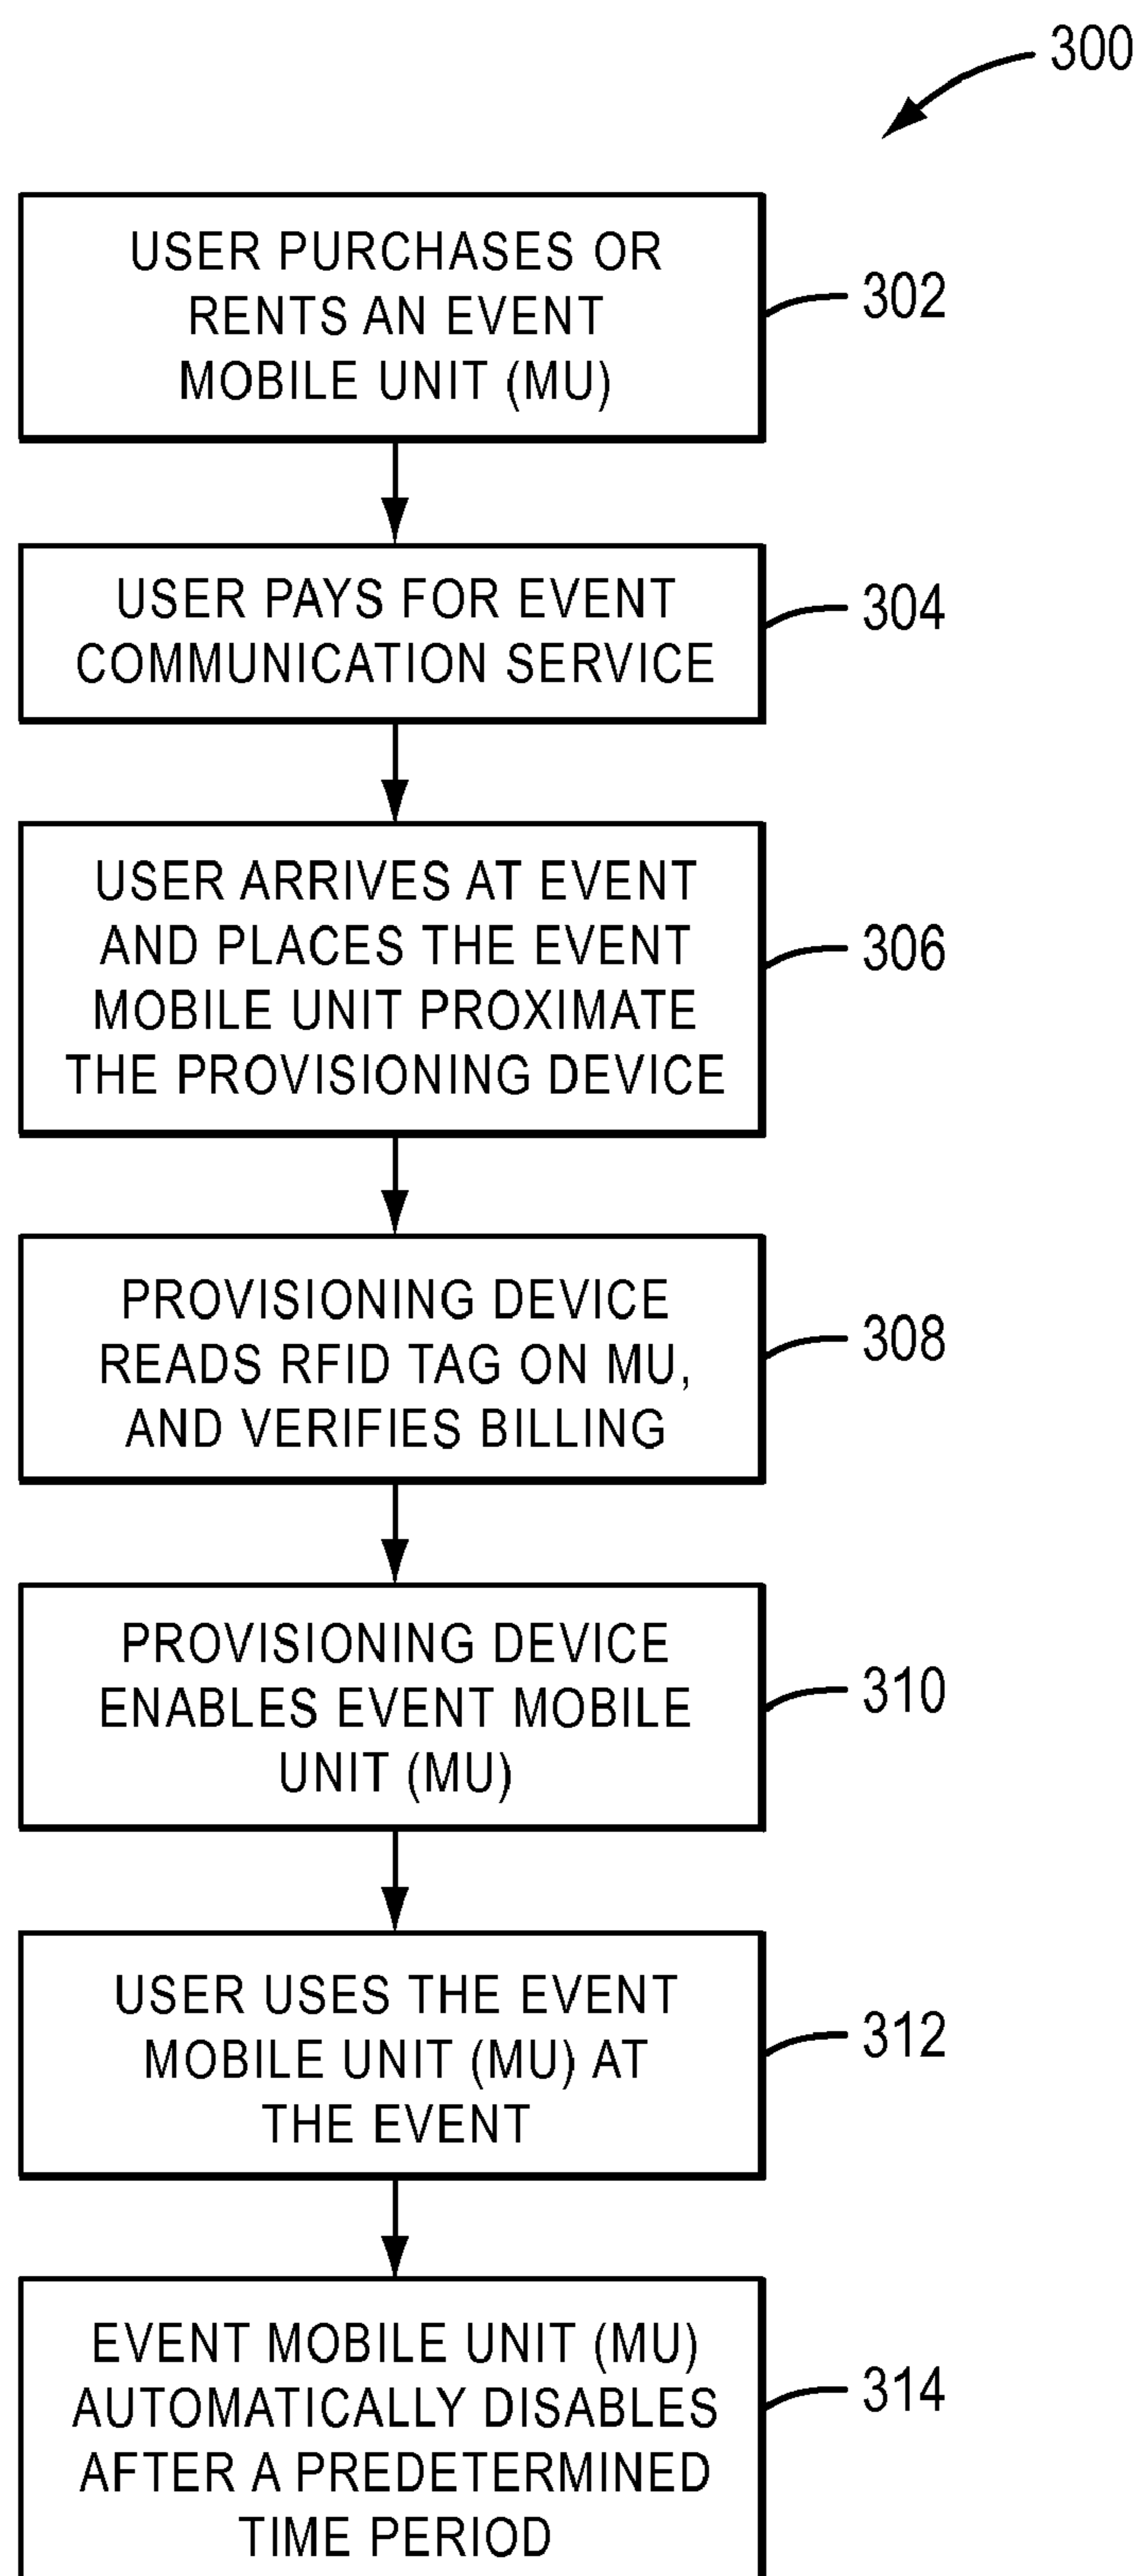 300
USER PURCHASES OR
RENTS AN EVENT
MOBILE UNIT (MU)
302
USER PAYS FOR EVENT
COMMUNICATION SERVICE
304
USER ARRIVES AT EVENT
AND PLACES THE EVENT
MOBILE UNIT PROXIMATE
THE PROVISIONING DEVICE
306
PROVISIONING DEVICE
READS RFID TAG ON MU,
AND VERIFIES BILLING
308
PROVISIONING DEVICE
ENABLES EVENT MOBILE
UNIT (MU)
310
USER USES THE EVENT
MOBILE UNIT (MU) AT
THE EVENT
312
EVENT MOBILE UNIT (MU)
AUTOMATICALLY DISABLES
AFTER A PREDETERMINED
TIME PERIOD
314